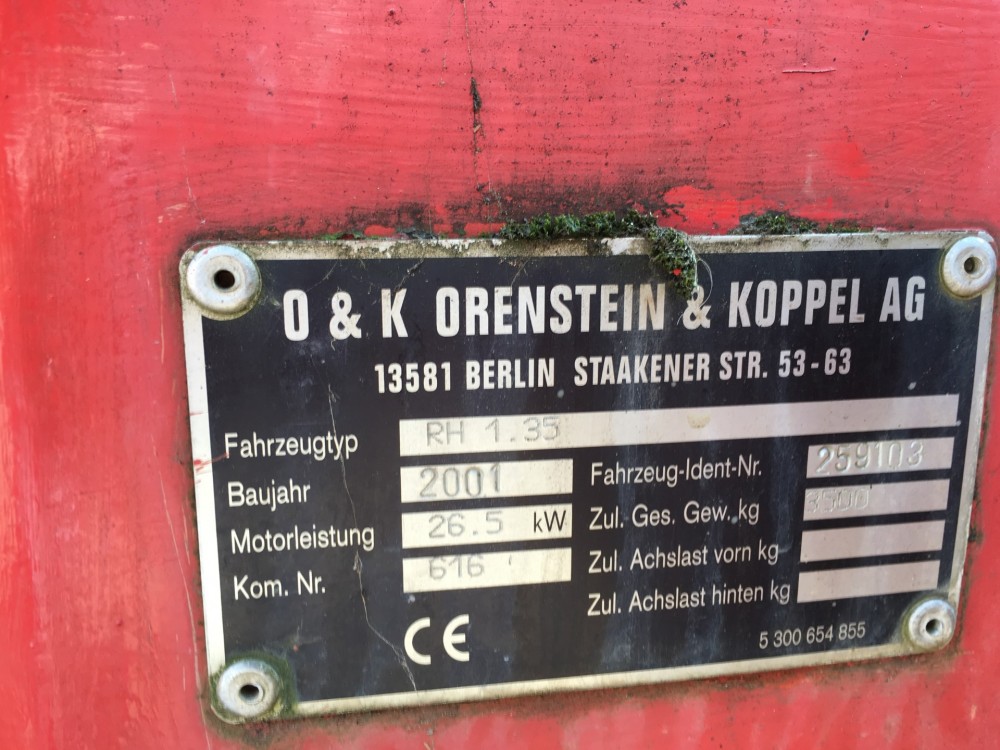 O & K ORENSTEIN & KOPPEL AG
13581 BERLIN STAAKENER STR. 53-63
Fahrzeugtyp RH 1.35
Baujahr 2001 Fahrzeug-Ident-Nr. 259103
Motorleistung 26.5 kW Zul. Ges. Gew. kg 3500
Kom. Nr. 616 Zul. Achslast vorn kg
Zul. Achslast hinten kg
CE 5 300 654 855